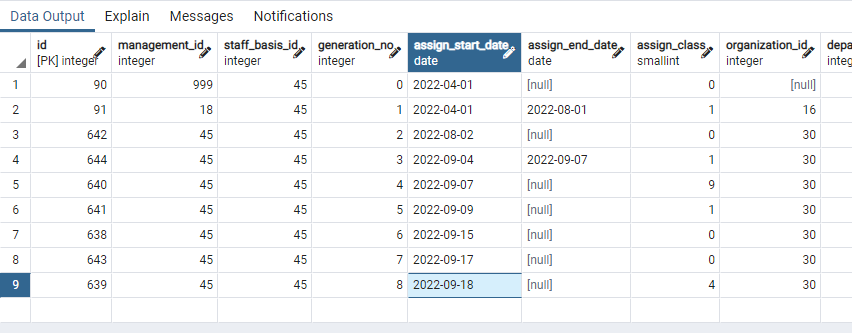 Data Output Explain Messages Notifications
id management_id staff_basis_id generation_no assign_start_date assign_end_date assign_class organization_id depa
[PK] integer integer integer integer date date smallint integer integ
1 90 999 45 0 2022-04-01 [null] 0 [null]
2 91 18 45 1 2022-04-01 2022-08-01 1 16
3 642 45 45 2 2022-08-02 [null] 0 30
4 644 45 45 3 2022-09-04 2022-09-07 1 30
5 640 45 45 4 2022-09-07 [null] 9 30
6 641 45 45 5 2022-09-09 [null] 1 30
7 638 45 45 6 2022-09-15 [null] 0 30
8 643 45 45 7 2022-09-17 [null] 0 30
9 639 45 45 8 2022-09-18 [null] 4 30